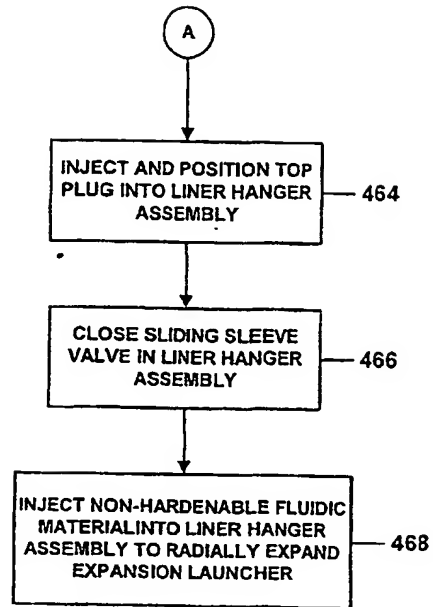 A
INJECT AND POSITION TOP
PLUG INTO LINER HANGER
ASSEMBLY
464
CLOSE SLIDING SLEEVE
VALVE IN LINER HANGER
ASSEMBLY
466
INJECT NON-HARDENABLE FLUIDIC
MATERIALINTO LINER HANGER
ASSEMBLY TO RADIALLY EXPAND
EXPANSION LAUNCHER
468